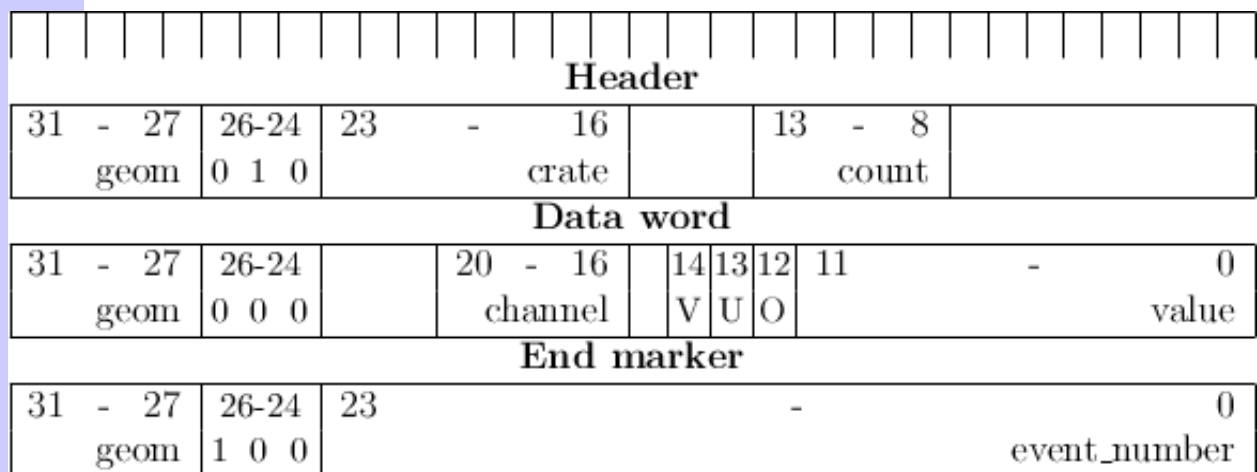 Header
31 - 27 26-24 23 - 16 13 - 8
geom 0 1 0 crate count
Data word
31 - 27 26-24 20 - 16 14 13 12 11 - 0
geom 0 0 0 channel V U O value
End marker
31 - 27 26-24 23 - 0
geom 1 0 0 event_number